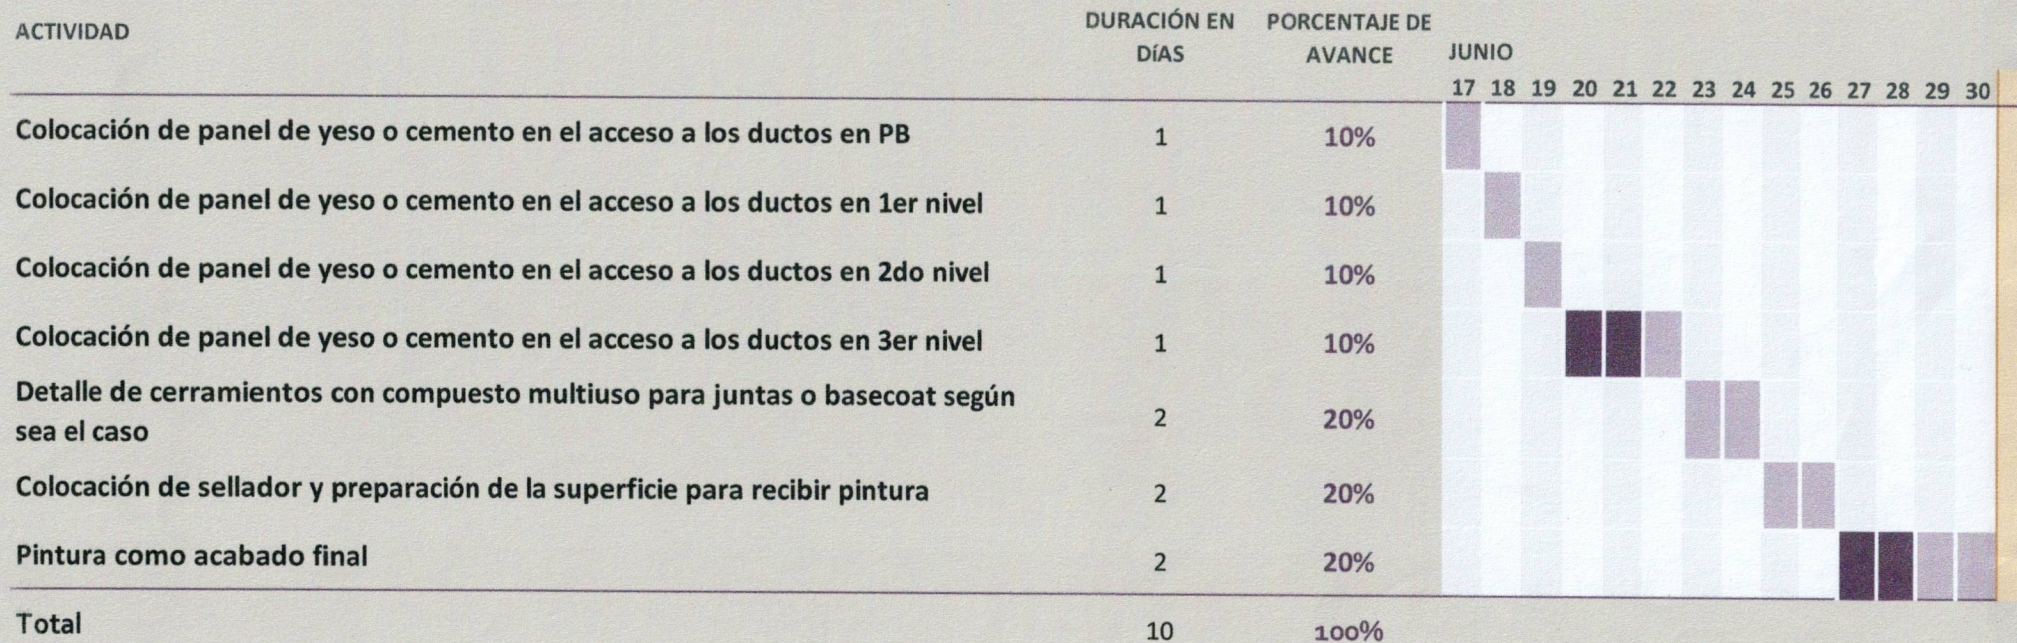 ACTIVIDAD DURACIÓN EN PORCENTAJE DE
DíAS AVANCE JUNIO
17 18 19 20 21 22 23 24 25 26 27 28 29 30
Colocación de panel de yeso o cemento en el acceso a los ductos en PB 1 10%
Colocación de panel de yeso o cemento en el acceso a los ductos en 1er nivel 1 10%
Colocación de panel de yeso o cemento en el acceso a los ductos en 2do nivel 1 10%
Colocación de panel de yeso o cemento en el acceso a los ductos en 3er nivel 1 10%
Detalle de cerramientos con compuesto multiuso para juntas o basecoat según
sea el caso 2 20%
Colocación de sellador y preparación de la superficie para recibir pintura 2 20%
Pintura como acabado final 2 20%
Total 10 100%